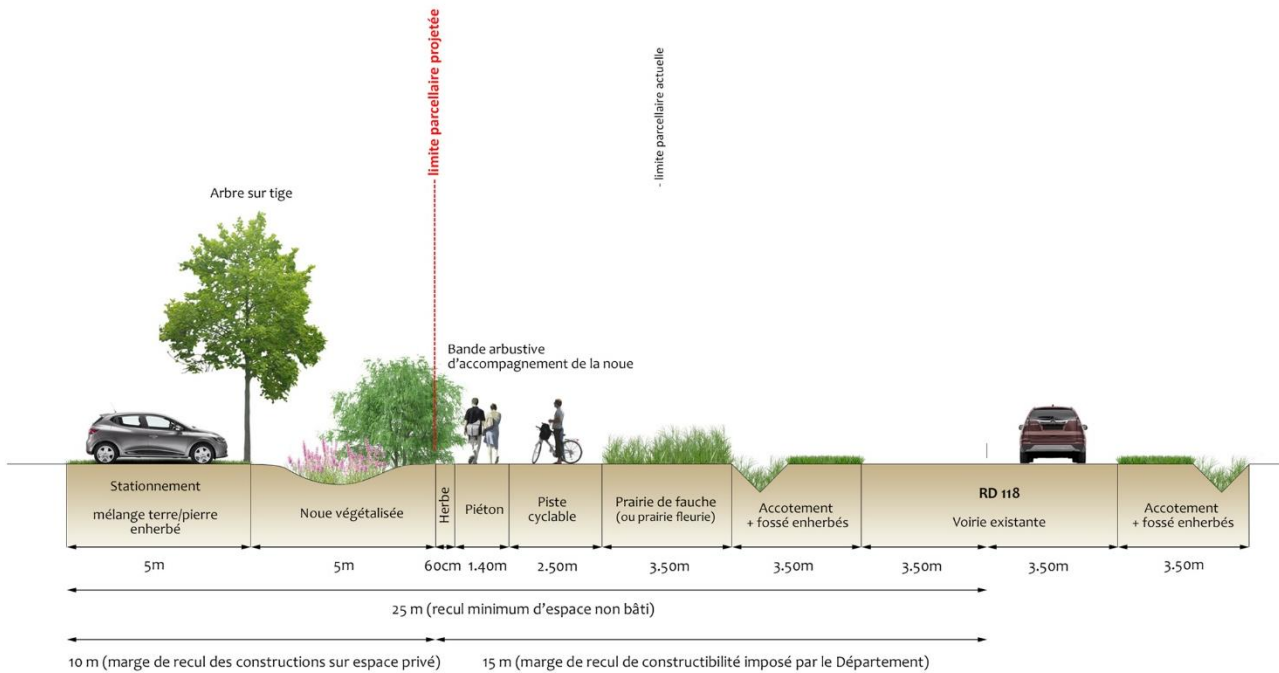 limite parcellaire projetée
- limite parcellaire actuelle
Arbre sur tige
Bande arbustive
d'accompagnement de la noue
Stationnement
mélange terre/pierre
enherbé
Noue végétalisée
Herbe
Piéton
Piste
cyclable
Prairie de fauche
(ou prairie fleurie)
Accotement
+ fossé enherbés
RD 118
Voirie existante
Accotement
+ fossé enherbés
5m
5m
60cm
1.40m
2.50m
3.50m
3.50m
3.50m
3.50m
3.50m
25 m (recul minimum d'espace non bâti)
10 m (marge de recul des constructions sur espace privé)
15 m (marge de recul de constructibilité imposé par le Département)